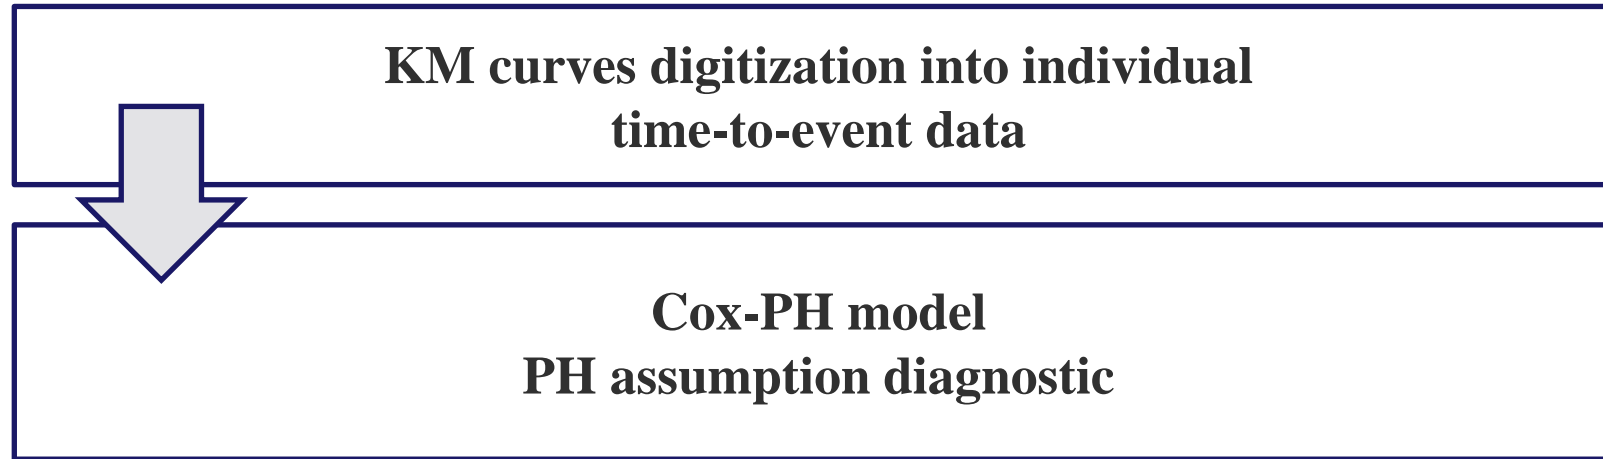 KM curves digitization into individual
time-to-event data
Cox-PH model
PH assumption diagnostic